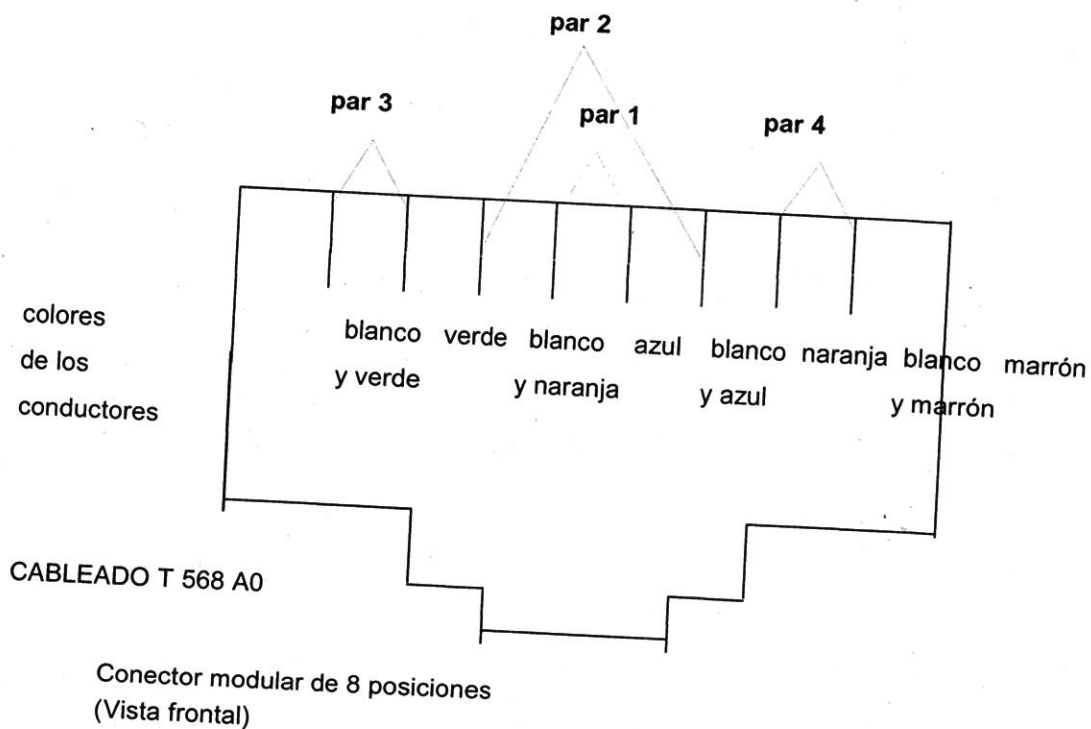 par 2
par 3
par 1
par 4
colores
de los
conductores
blanco verde blanco azul blanco naranja blanco marrón
y verde y naranja y azul y marrón
CABLEADO T 568 A0
Conector modular de 8 posiciones
(Vista frontal)